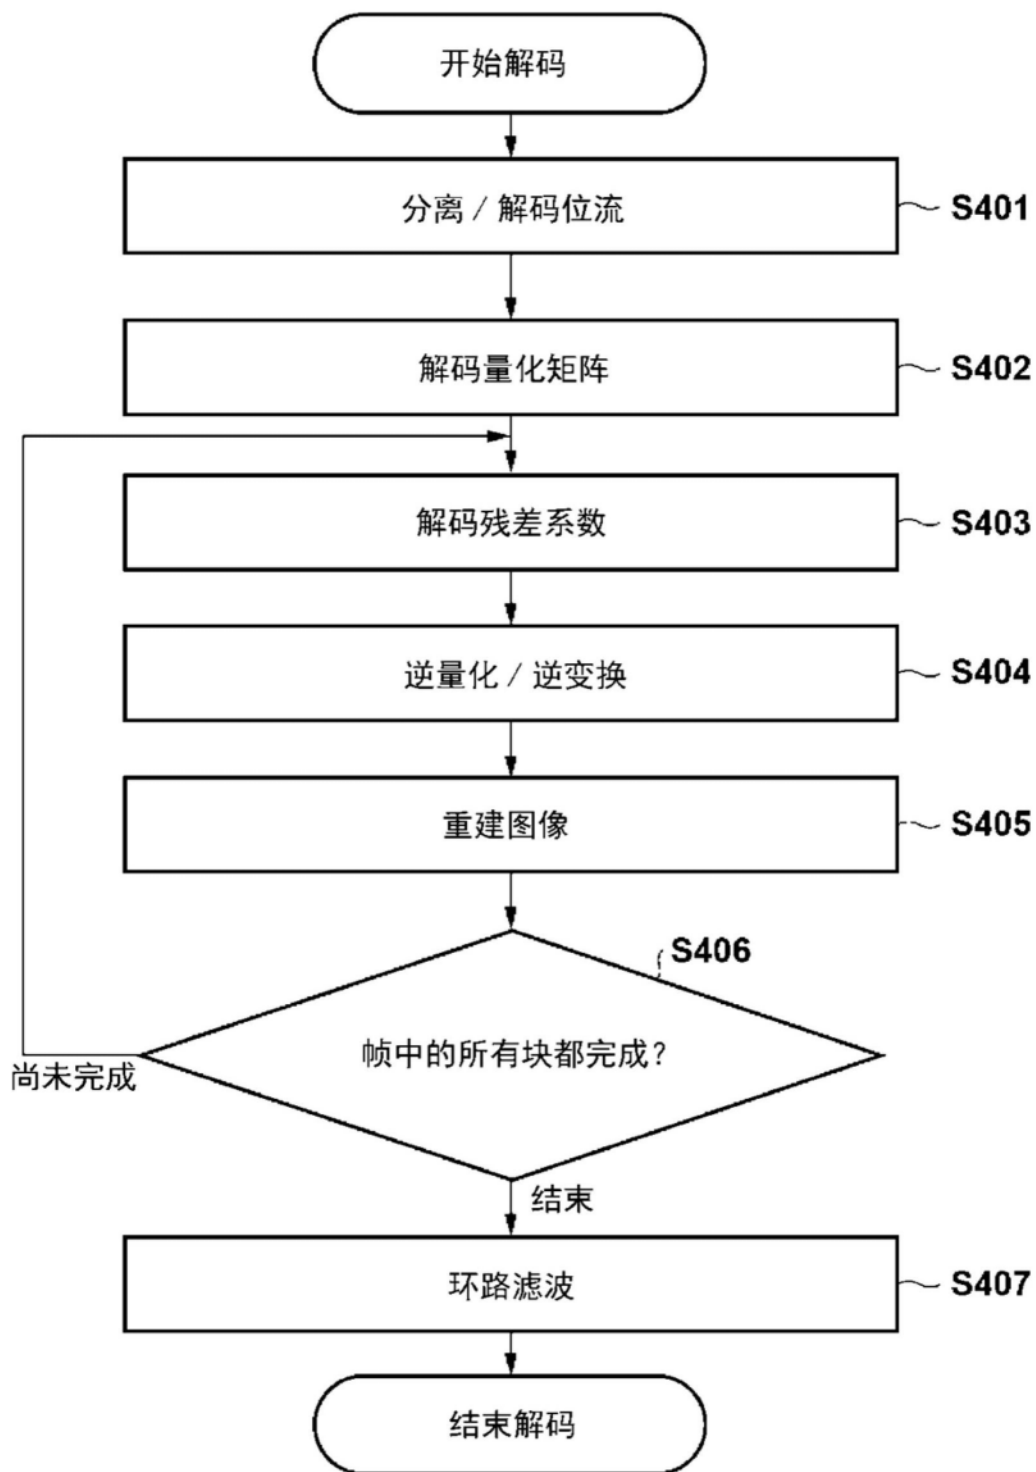 开始解码
分离 / 解码位流
S401
解码量化矩阵
S402
解码残差系数
S403
逆量化 / 逆变换
S404
重建图像
S405
S406
帧中的所有块都完成?
尚未完成
结束
环路滤波
S407
结束解码